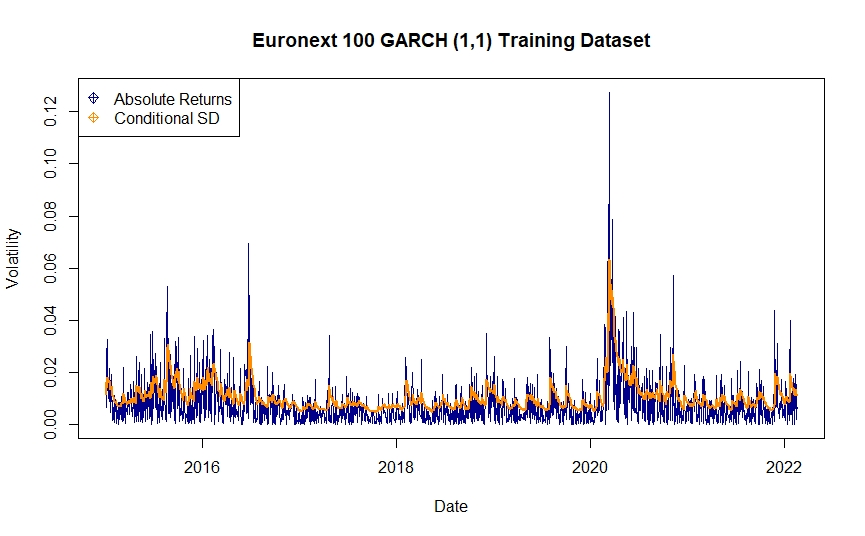 Euronext 100 GARCH (1,1) Training Dataset
Absolute Returns
Conditional SD
Volatility
0.12
0.10
0.08
0.06
0.04
0.02
0.00
2016 2018 2020 2022
Date